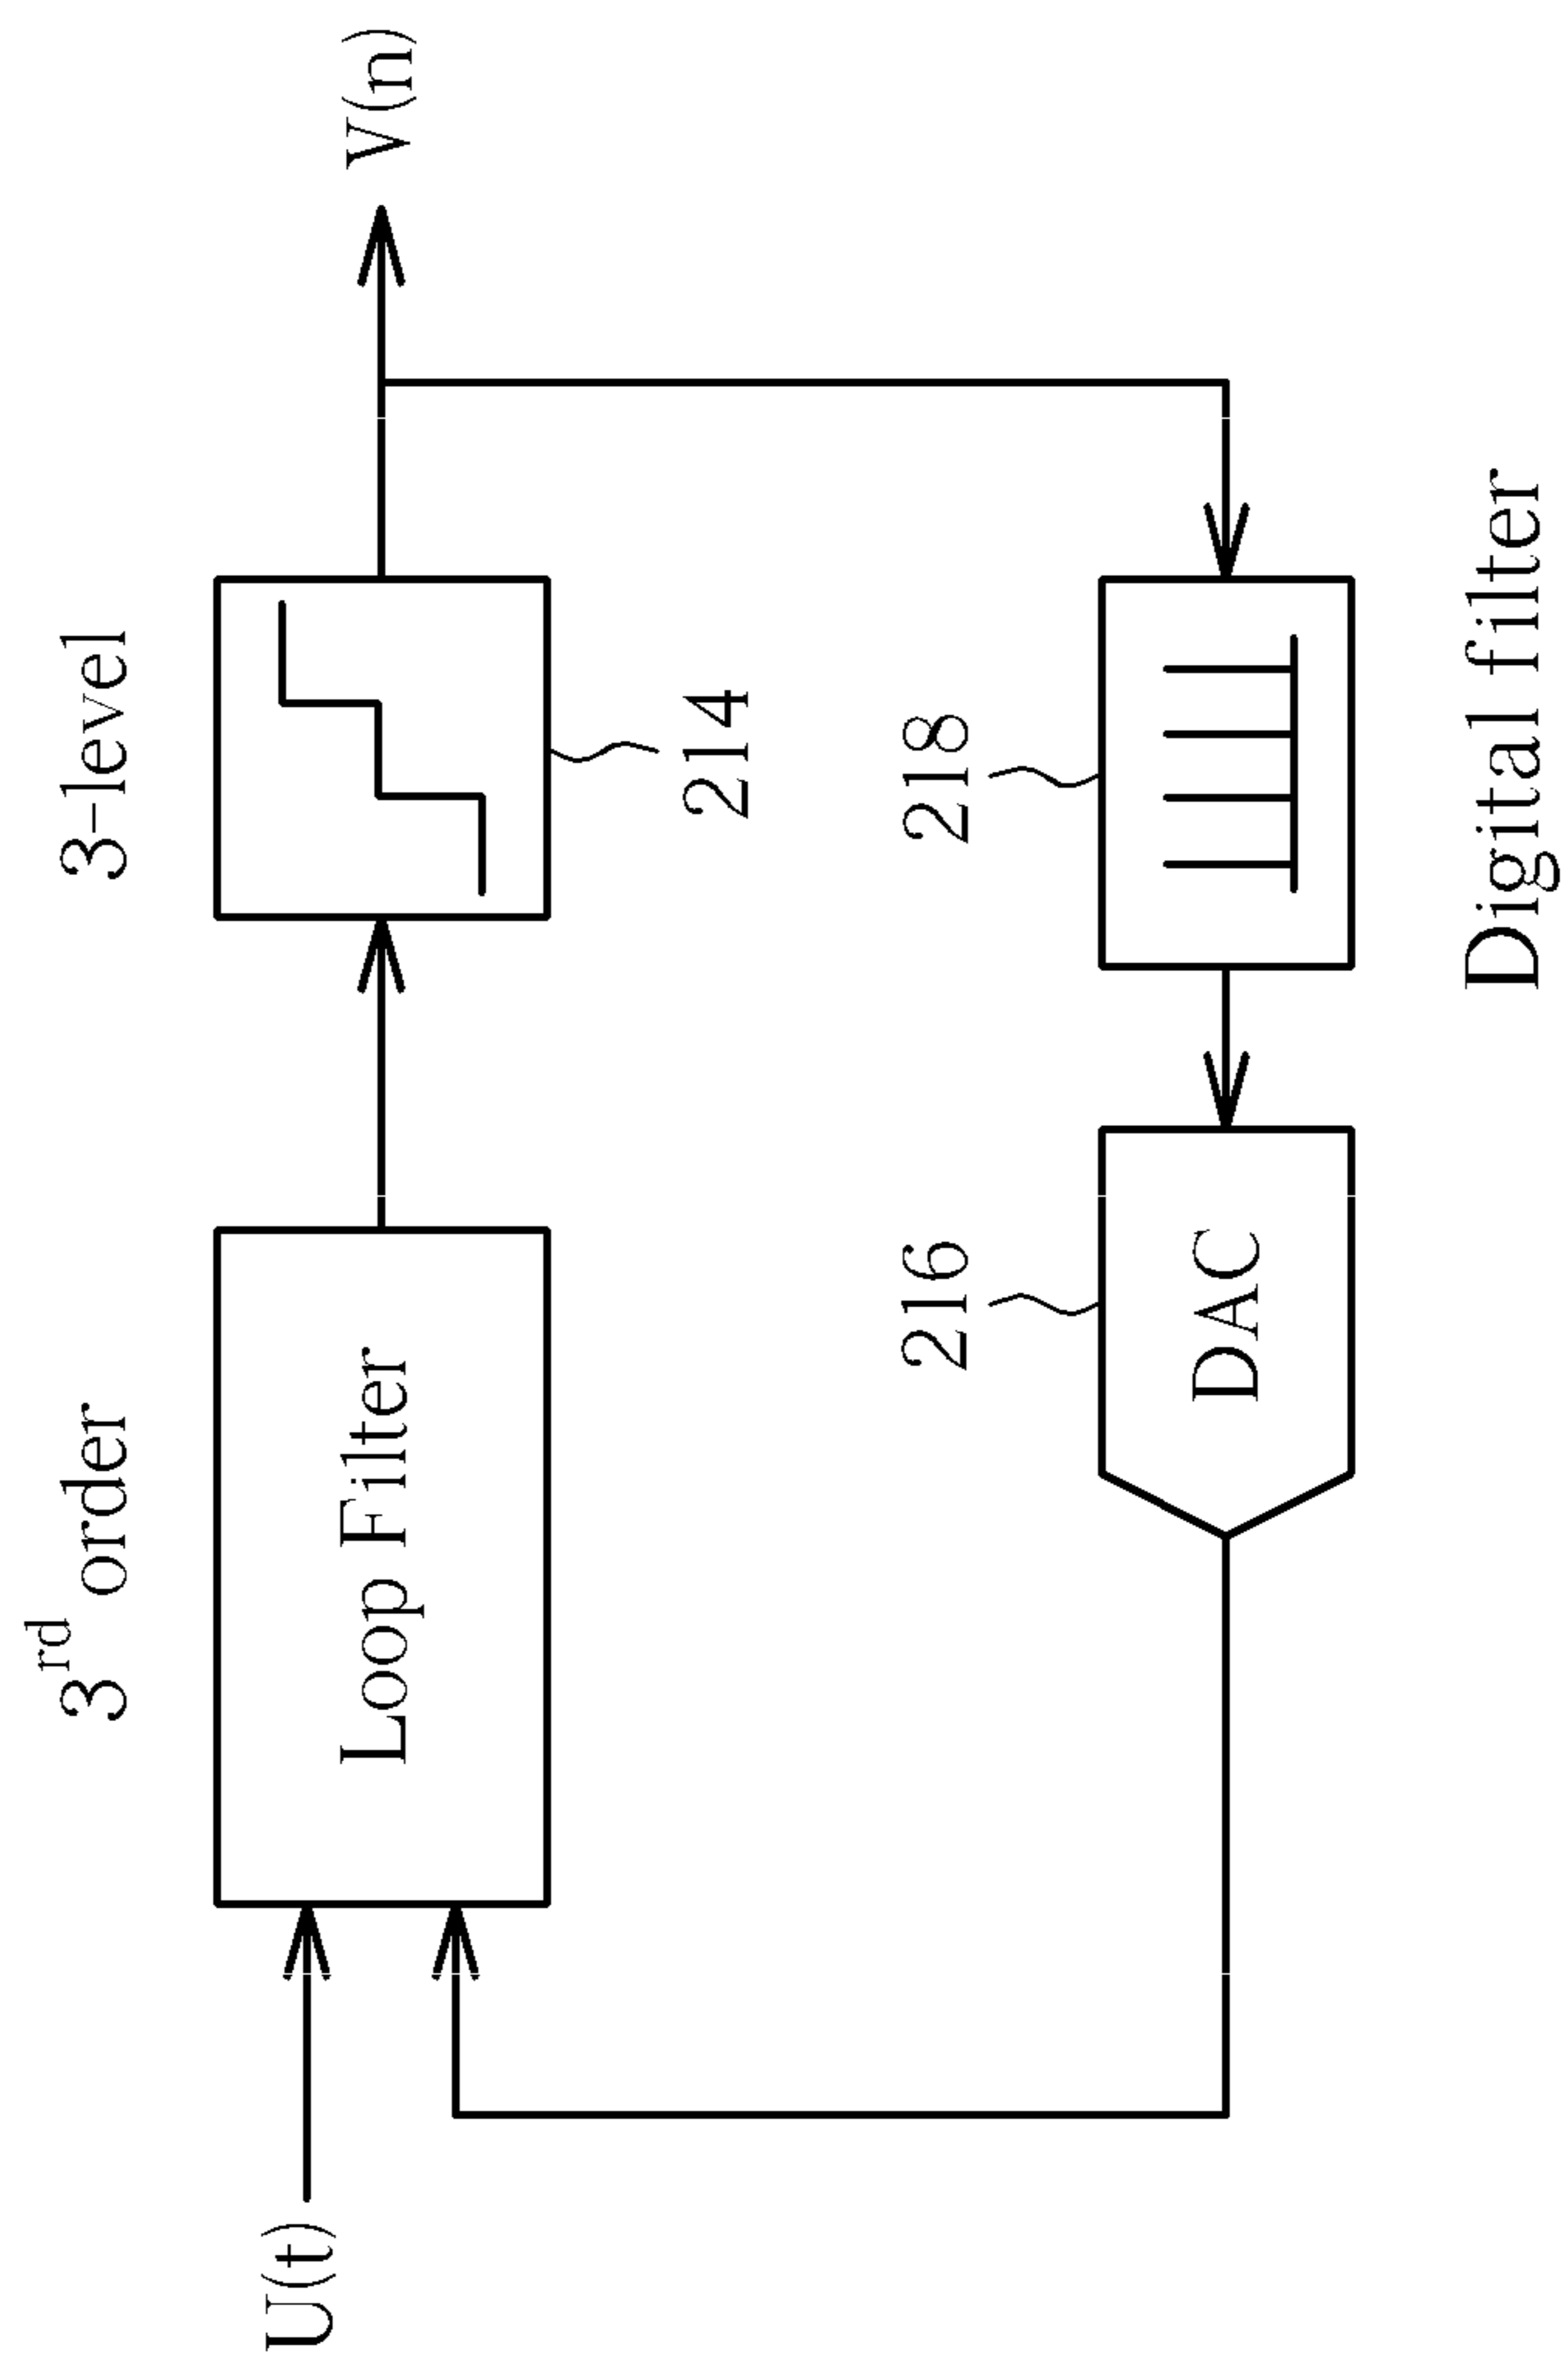 3rd order
3-level
U(t)
Loop Filter
V(n)
214
216
218
DAC
Digital filter